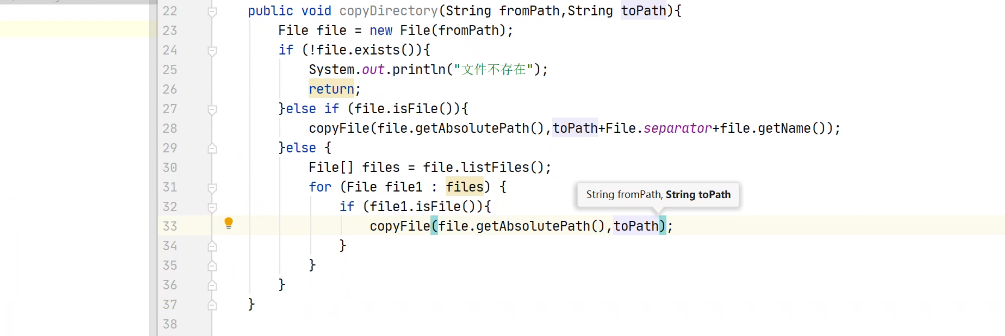 22 public void copyDirectory(String fromPath,String toPath){
23 File file = new File(fromPath);
24 if (!file.exists()){
25 System.out.println("文件不存在");
26 return;
27 }else if (file.isFile()){
28 copyFile(file.getAbsolutePath(),toPath+File.separator+file.getName());
29 }else {
30 File[] files = file.listFiles();
31 for (File file1 : files) {
String fromPath, String toPath
32 if (file1.isFile()){
33 copyFile(file.getAbsolutePath(),toPath);
34 }
35 }
36 }
37 }
38